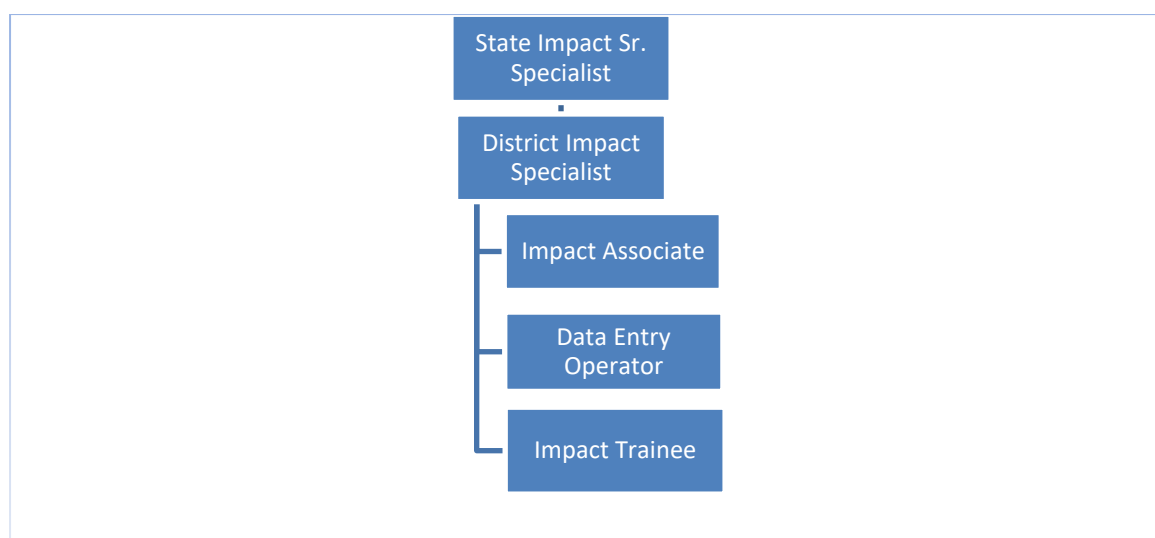 State Impact Sr.
Specialist
District Impact
Specialist
Impact Associate
Data Entry
Operator
Impact Trainee